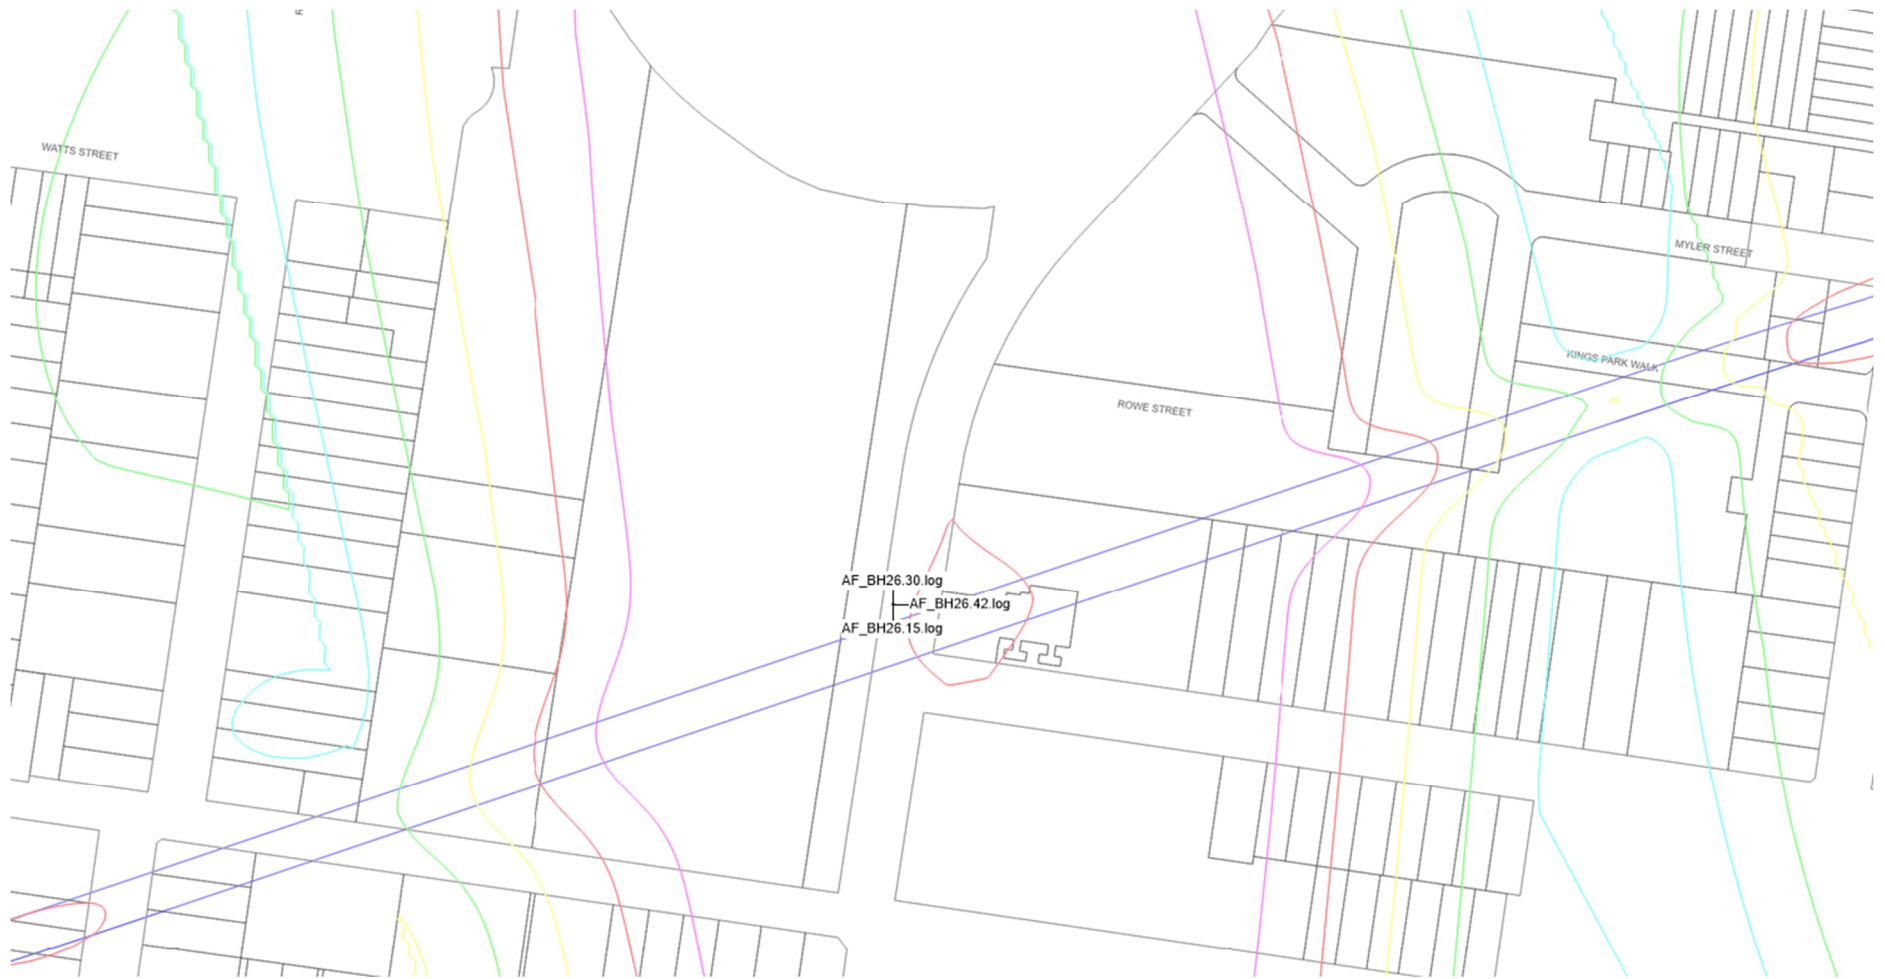 WATTS STREET
MYLER STREET
KINGS PARK WALK
ROWE STREET
AF_BH26.30.log
AF_BH26.42.log
AF_BH26.15.log